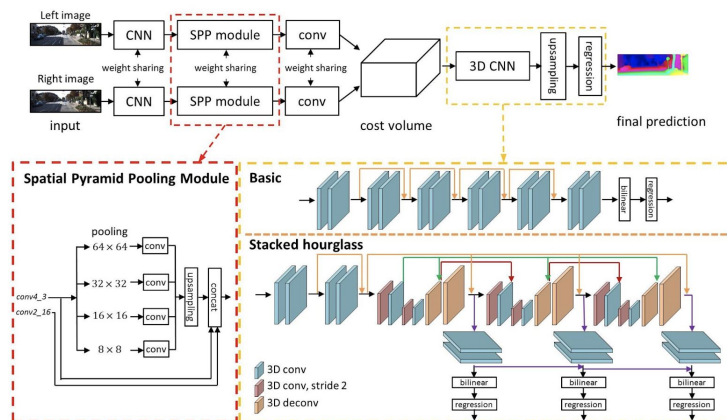 Left image
CNN
SPP module
conv
weight sharing
weight sharing
weight sharing
Right image
CNN
SPP module
conv
input
cost volume
3D CNN
upsampling
regression
final prediction
Spatial Pyramid Pooling Module
pooling
64 × 64
conv
32 × 32
conv
16 × 16
conv
8 × 8
conv
conv4_3
conv2_16
upsampling
concat
Basic
bilinear
regression
Stacked hourglass
3D conv
3D conv, stride 2
3D deconv
bilinear
bilinear
bilinear
regression
regression
regression